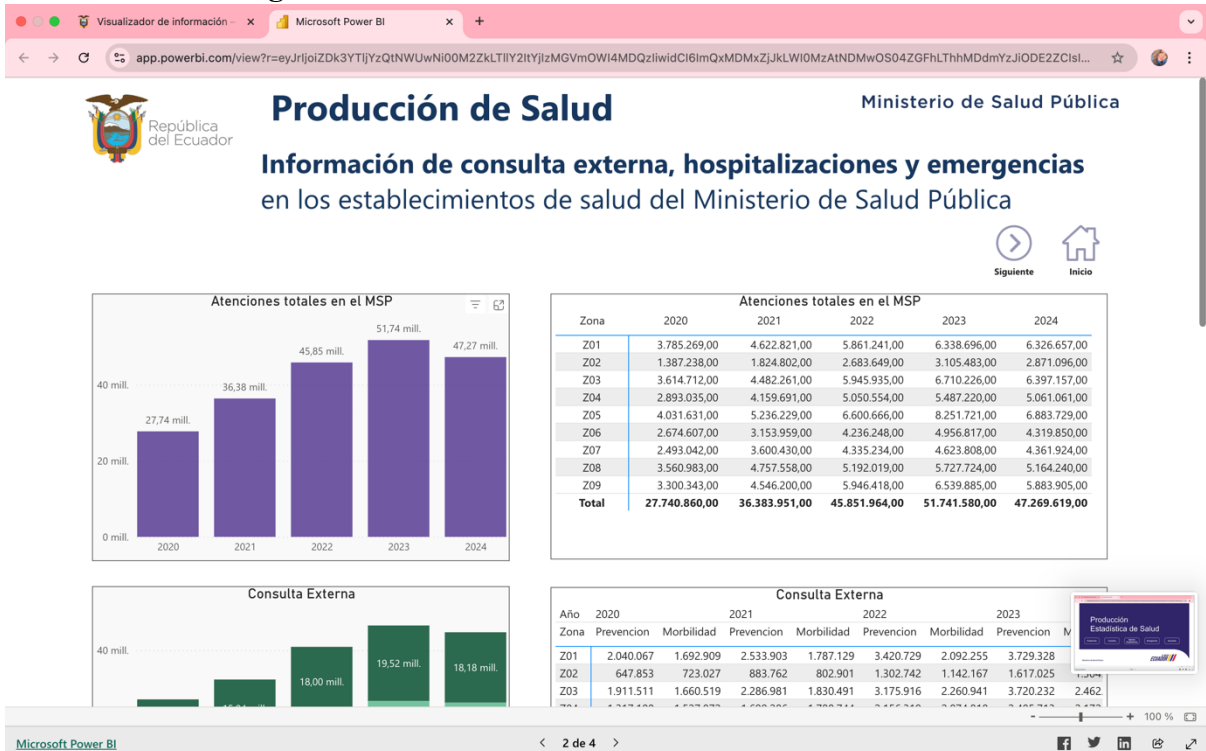 Visualizador de información –
Microsoft Power BI
app.powerbi.com/view?r=eyJrIjoiZDk3YTIjYzQtNWUwNi00M2ZkLTllY2ItYjIzMGVmOWI4MDQzIiwidCI6ImQxMDMxZjJkLWI0MzAtNDMwOS04ZGFhLThhMDdmYzJiODE2ZCIsI...
República
del Ecuador
Producción de Salud
Ministerio de Salud Pública
Información de consulta externa, hospitalizaciones y emergencias
en los establecimientos de salud del Ministerio de Salud Pública
Siguiente Inicio
Atenciones totales en el MSP
51,74 mill.
47,27 mill.
45,85 mill.
40 mill.
36,38 mill.
27,74 mill.
20 mill.
0 mill.
2020 2021 2022 2023 2024
Atenciones totales en el MSP
Zona 2020 2021 2022 2023 2024
Z01 3.785.269,00 4.622.821,00 5.861.241,00 6.338.696,00 6.326.657,00
Z02 1.387.238,00 1.824.802,00 2.683.649,00 3.105.483,00 2.871.096,00
Z03 3.614.712,00 4.482.261,00 5.945.935,00 6.710.226,00 6.397.157,00
Z04 2.893.035,00 4.159.691,00 5.050.554,00 5.487.220,00 5.061.061,00
Z05 4.031.631,00 5.236.229,00 6.600.666,00 8.251.721,00 6.883.729,00
Z06 2.674.607,00 3.153.959,00 4.236.248,00 4.956.817,00 4.319.850,00
Z07 2.493.042,00 3.600.430,00 4.335.234,00 4.623.808,00 4.361.924,00
Z08 3.560.983,00 4.757.558,00 5.192.019,00 5.727.724,00 5.164.240,00
Z09 3.300.343,00 4.546.200,00 5.946.418,00 6.539.885,00 5.883.905,00
Total 27.740.860,00 36.383.951,00 45.851.964,00 51.741.580,00 47.269.619,00
Consulta Externa
40 mill.
19,52 mill.
18,18 mill.
18,00 mill.
Consulta Externa
Año 2020 2021 2022 2023
Zona Prevencion Morbilidad Prevencion Morbilidad Prevencion Morbilidad Prevencion M
Z01 2.040.067 1.692.909 2.533.903 1.787.129 3.420.729 2.092.255 3.729.328
Z02 647.853 723.027 883.762 802.901 1.302.742 1.142.167 1.617.025
Z03 1.911.511 1.660.519 2.286.981 1.830.491 3.175.916 2.260.941 3.720.232 2.462.
Producción
Estadística de Salud
ECUADOR
- + 100 %
Microsoft Power BI
2 de 4